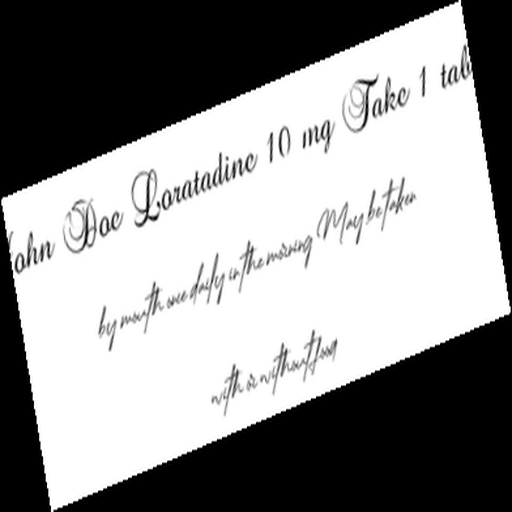 John Doe Loratadine 10 mg Take 1 tab
by mouth once daily in the morning May be taken
with or without food